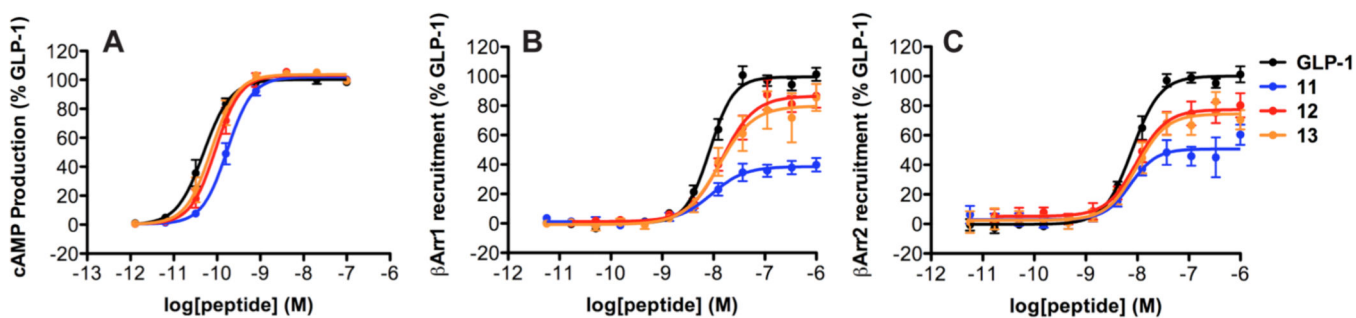 A
cAMP Production (% GLP-1)
120
100
80
60
40
20
0
-20
-13 -12 -11 -10 -9 -8 -7 -6
log[peptide] (M)
B
βArr1 recruitment (% GLP-1)
120
100
80
60
40
20
0
-20
-12 -11 -10 -9 -8 -7 -6
log[peptide] (M)
C
βArr2 recruitment (% GLP-1)
120
100
80
60
40
20
0
-20
-12 -11 -10 -9 -8 -7 -6
log[peptide] (M)
GLP-1
11
12
13